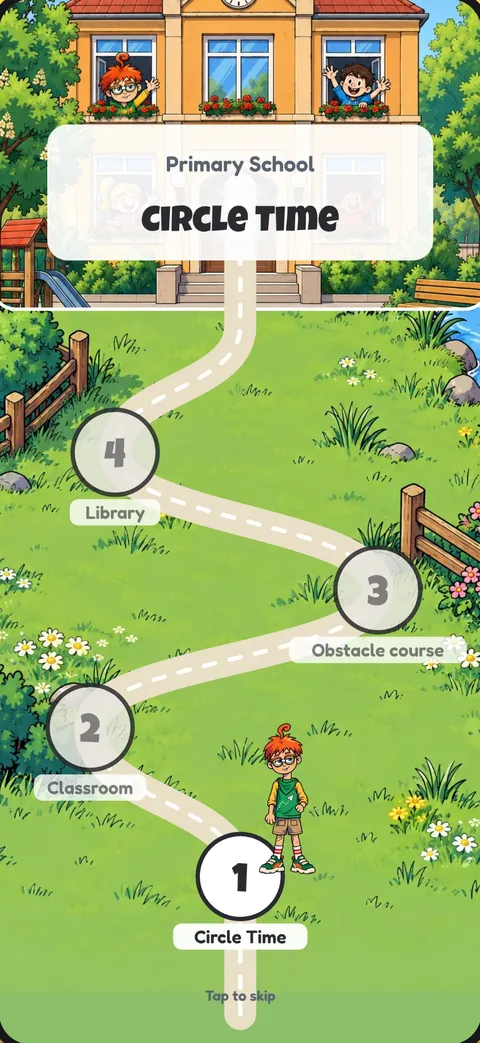 Primary School
CIRCLE TIME
4
Library
3
Obstacle course
2
Classroom
1
Circle Time
Tap to skip